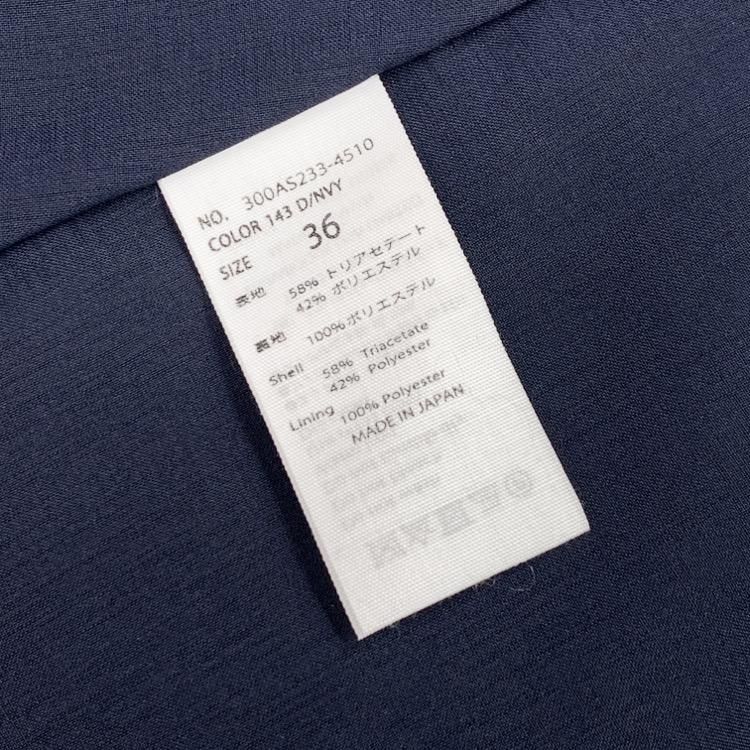 NO. 300AS233-4510
COLOR 143 D/NVY
SIZE 36
表地 58% トリアセテート
42% ポリエステル
裏地 100%ポリエステル
Shell 58% Triacetate
42% Polyester
Lining 100% Polyester
MADE IN JAPAN